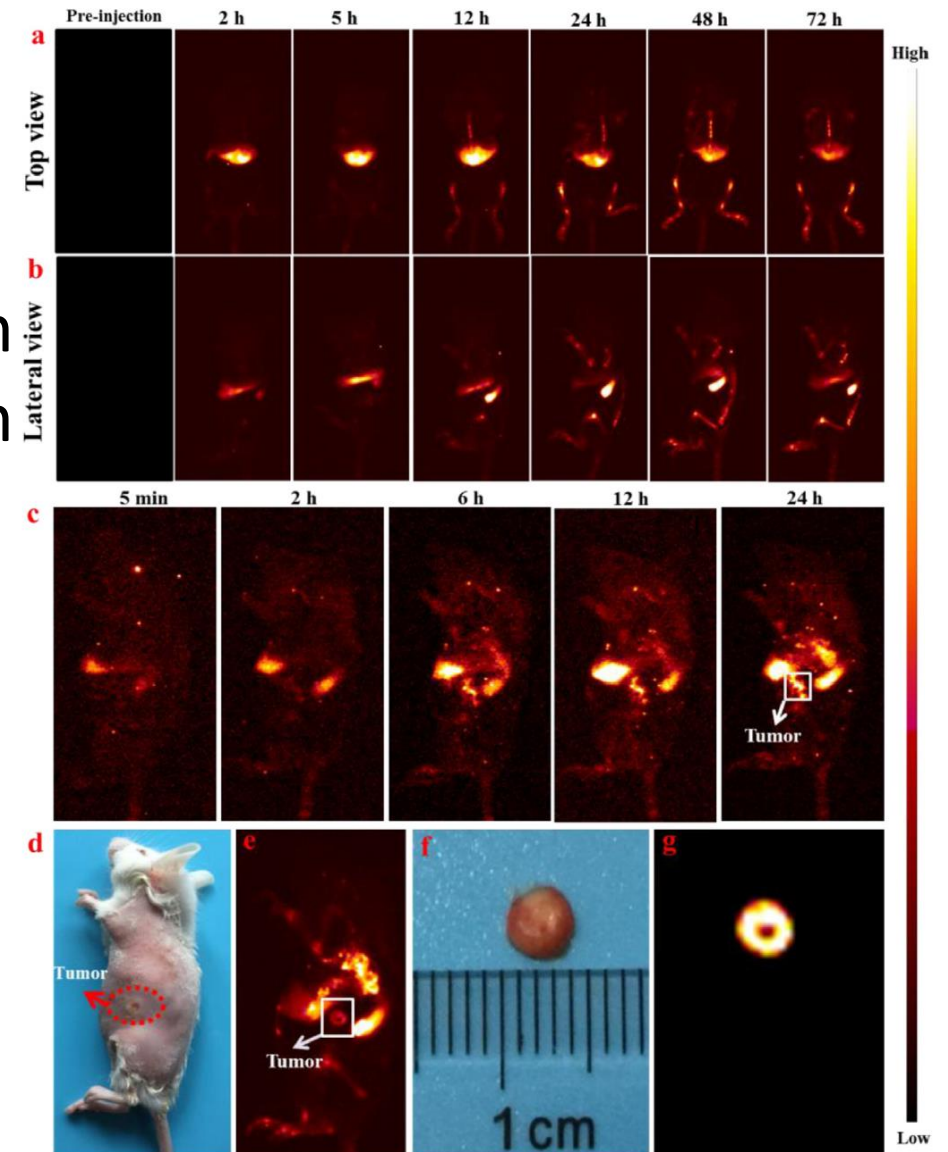 Pre-injection 2 h 5 h 12 h 24 h 48 h 72 h
a
High
Top view
b
n
n
Lateral view
5 min 2 h 6 h 12 h 24 h
c
Tumor
d e f g
Tumor
Tumor
1 cm
Low